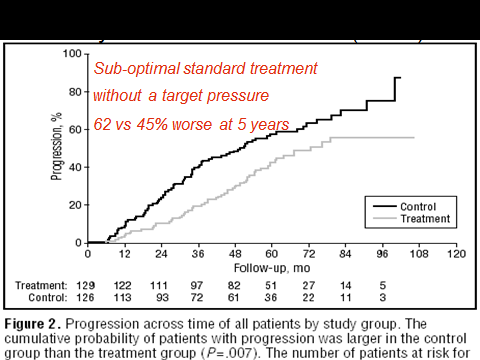 100
80
60
40
20
0
Progression, %
Sub-optimal standard treatment
without a target pressure
62 vs 45% worse at 5 years
Control
Treatment
0 12 24 36 48 60 72 84 96 108 120
Follow-up, mo
Treatment: 129 122 111 97 82 51 27 14 5
Control: 126 113 93 72 61 36 22 11 3
Figure 2. Progression across time of all patients by study group. The
cumulative probability of patients with progression was larger in the control
group than the treatment group (P=.007). The number of patients at risk for